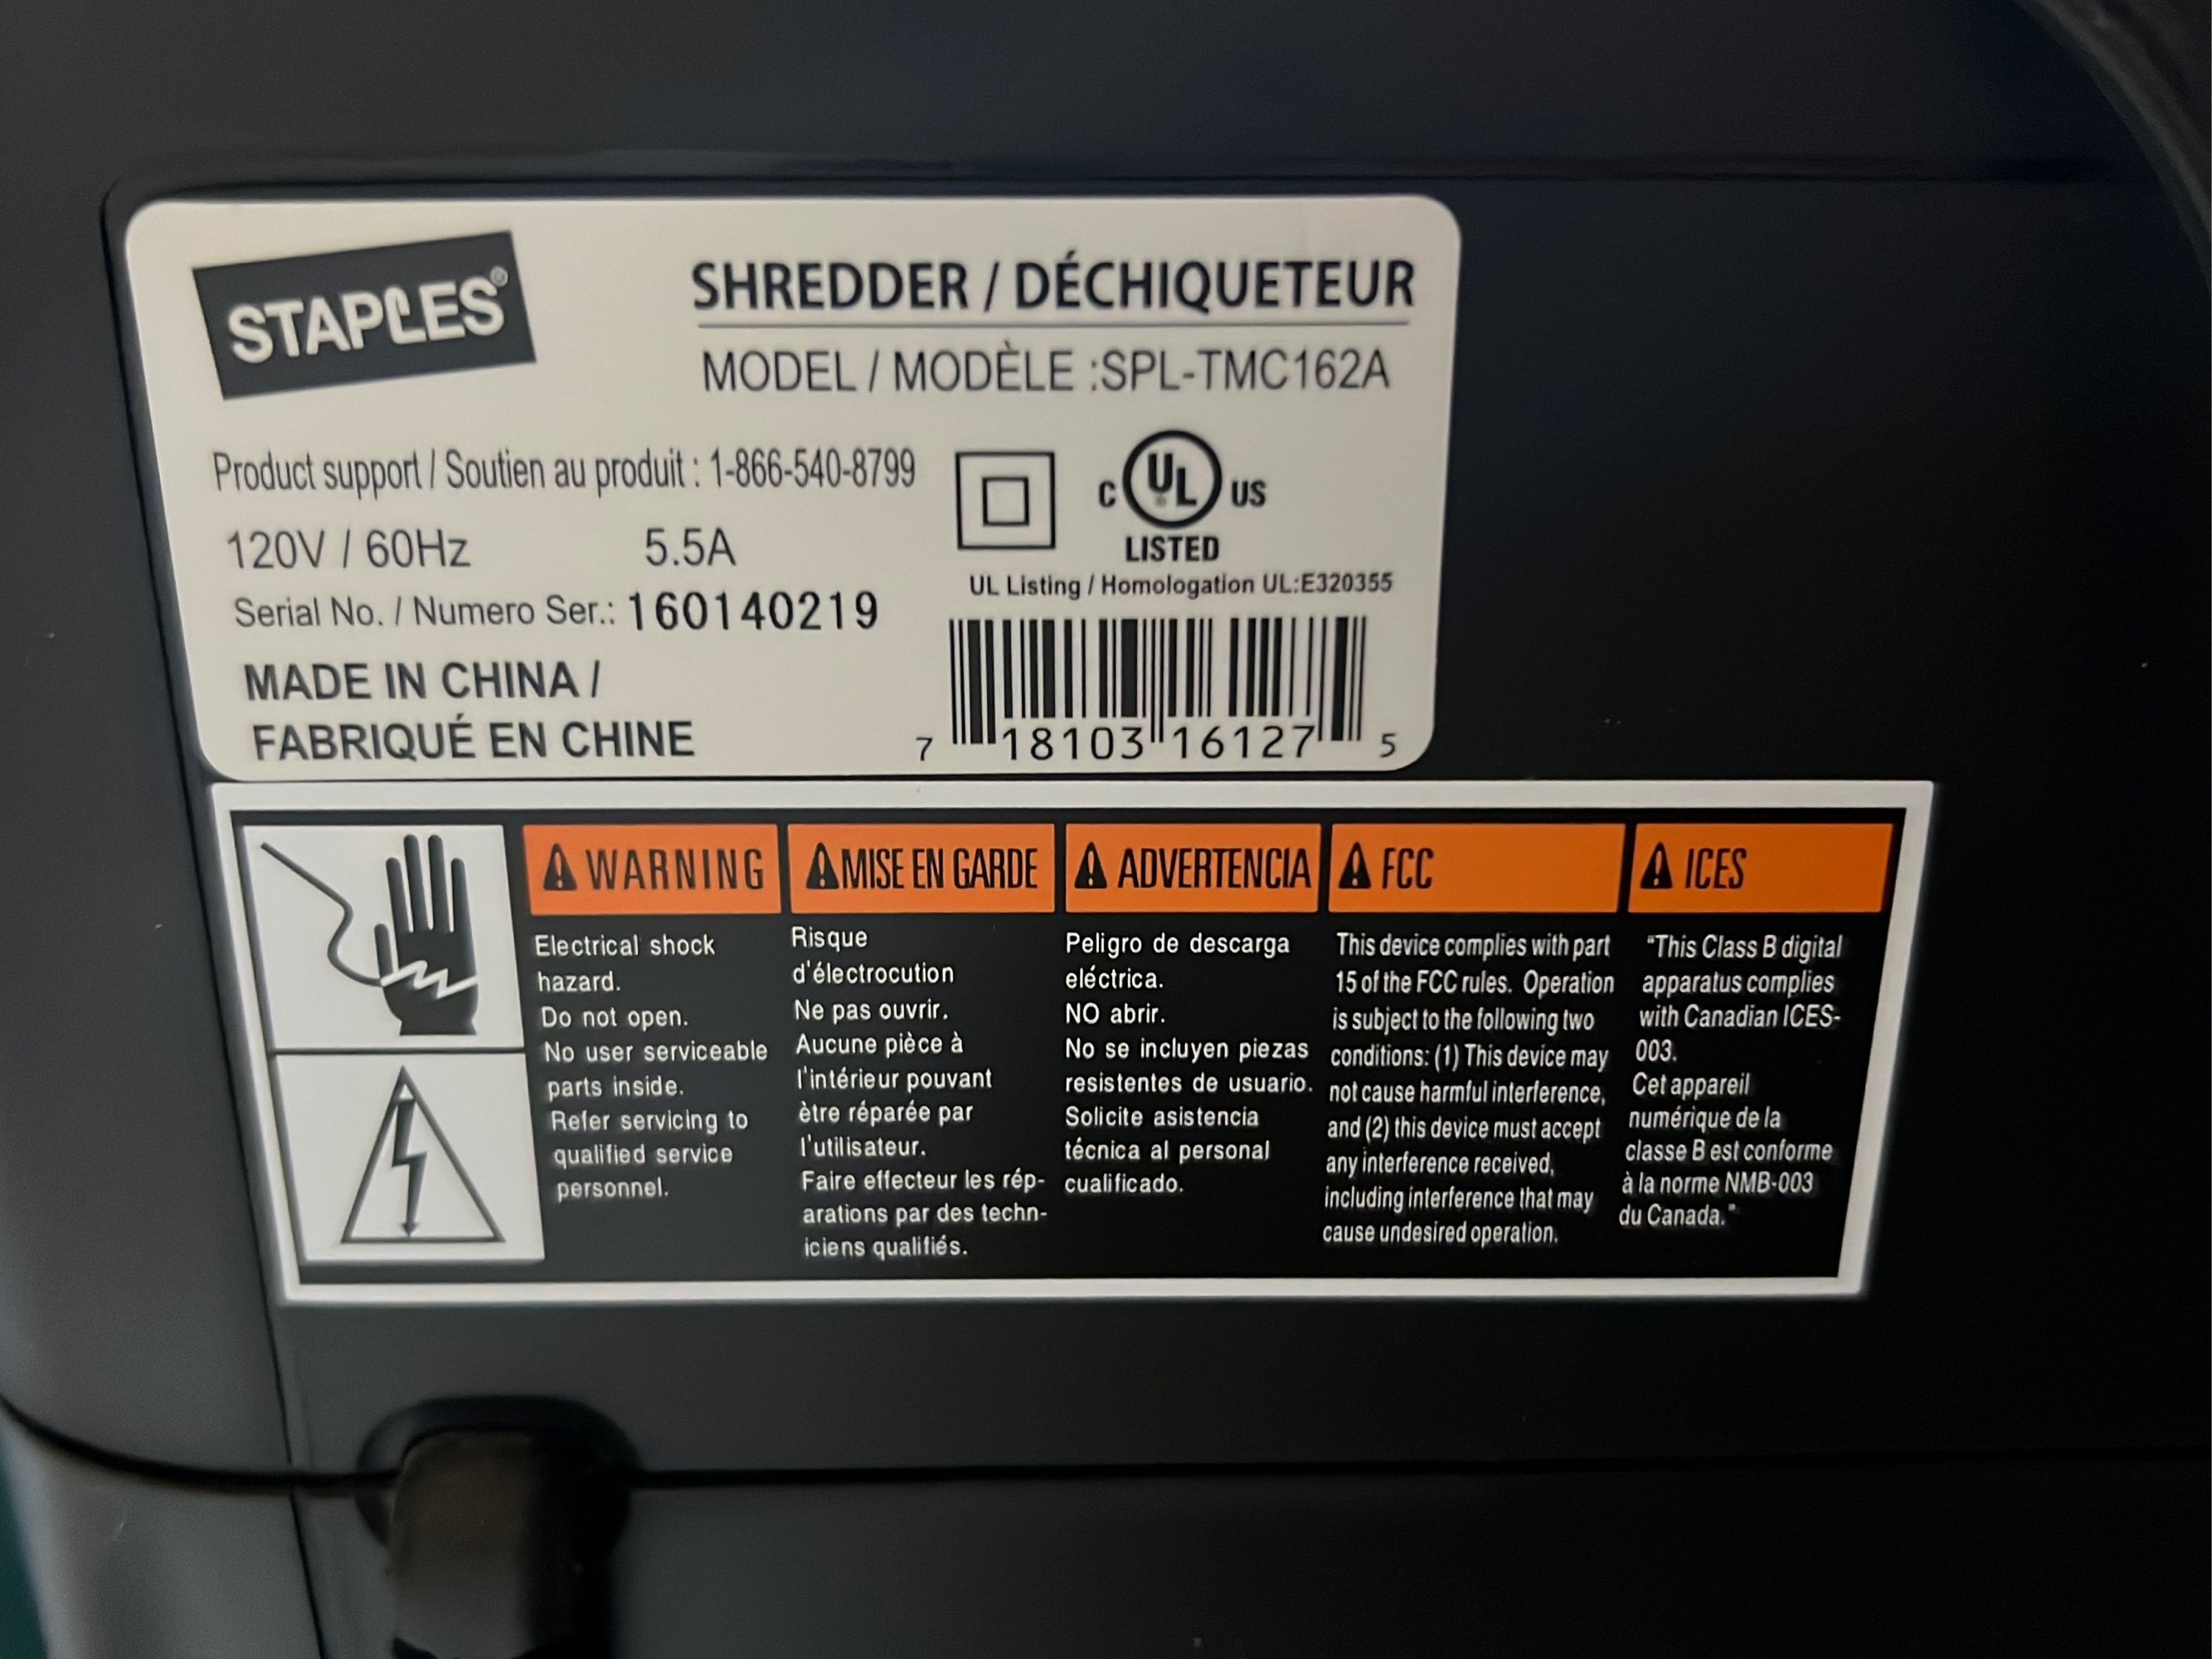 STAPLES®
SHREDDER / DÉCHIQUETEUR
MODEL / MODÈLE :SPL-TMC162A
Product support / Soutien au produit : 1-866-540-8799
120V / 60Hz 5.5A
Serial No. / Numero Ser.: 160140219
MADE IN CHINA /
FABRIQUÉ EN CHINE
C UL® US
LISTED
UL Listing / Homologation UL:E320355
7 18103 16127 5
WARNING
Electrical shock
hazard.
Do not open.
No user serviceable
parts inside.
Refer servicing to
qualified service
personnel.
MISE EN GARDE
Risque
d'électrocution
Ne pas ouvrir.
Aucune pièce à
l'intérieur pouvant
ètre réparée par
l'utilisateur.
Faire effecteur les rép-
arations par des techn-
iciens qualifiés.
ADVERTENCIA
Peligro de descarga
eléctrica.
NO abrir.
No se incluyen piezas
resistentes de usuario.
Solicite asistencia
técnica al personal
cualificado.
FCC
This device complies with part
15 of the FCC rules. Operation
is subject to the following two
conditions: (1) This device may
not cause harmful interference,
and (2) this device must accept
any interference received,
including interference that may
cause undesired operation.
ICES
"This Class B digital
apparatus complies
with Canadian ICES-
003.
Cet appareil
numérique de la
classe B est conforme
à la norme NMB-003
du Canada."